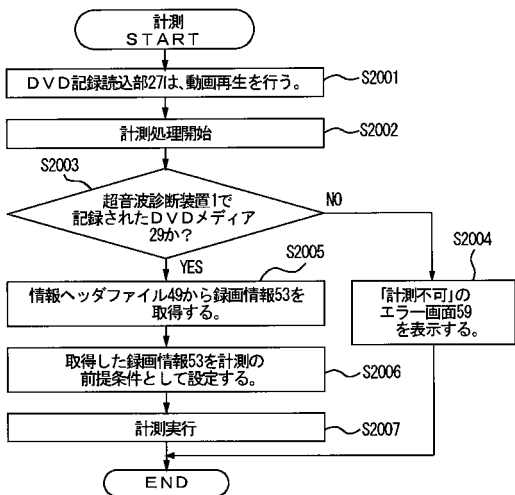 計測
START
DVD記録読込部27は、動画再生を行う。
S2001
計測処理開始
S2002
S2003
超音波診断装置1で
記録されたDVDメディア
29か?
NO
YES
S2005
S2004
情報ヘッダファイル49から録画情報53を
取得する。
「計測不可」の
エラー画面59
を表示する。
取得した録画情報53を計測の
前提条件として設定する。
S2006
計測実行
S2007
END